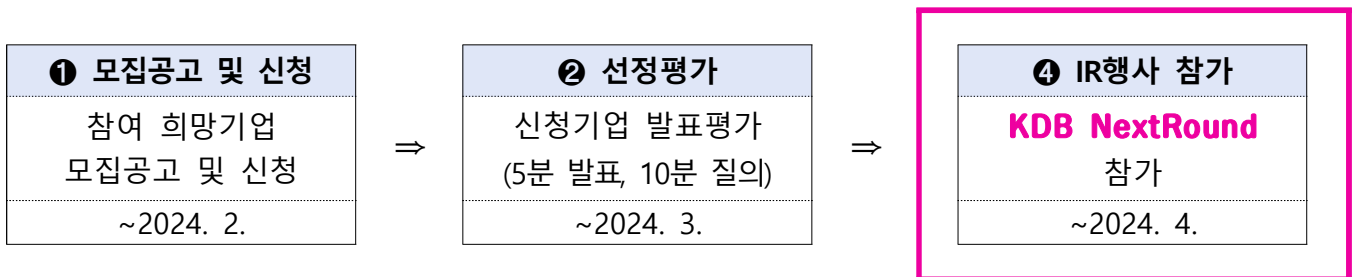 ❶ 모집공고 및 신청
참여 희망기업
모집공고 및 신청
~2024. 2.
⇒
❷ 선정평가
신청기업 발표평가
(5분 발표, 10분 질의)
~2024. 3.
⇒
❹ IR행사 참가
KDB NextRound
참가
~2024. 4.